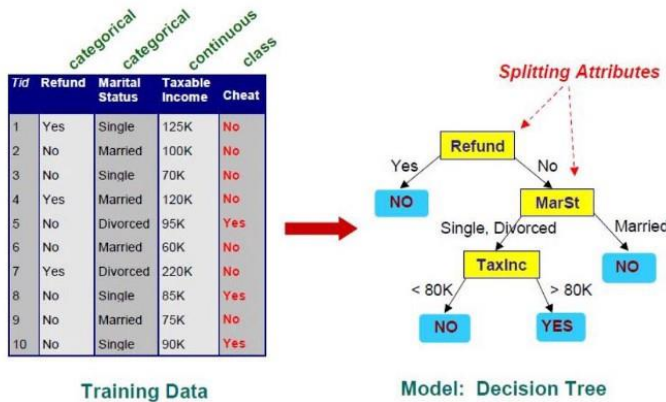 categorical categorical continuous class
Tid Refund Marital Status Taxable Income Cheat
1 Yes Single 125K No
2 No Married 100K No
3 No Single 70K No
4 Yes Married 120K No
5 No Divorced 95K Yes
6 No Married 60K No
7 Yes Divorced 220K No
8 No Single 85K Yes
9 No Married 75K No
10 No Single 90K Yes
Training Data
Splitting Attributes
Refund
Yes No
NO MarSt
Single, Divorced Married
TaxInc NO
< 80K > 80K
NO YES
Model: Decision Tree